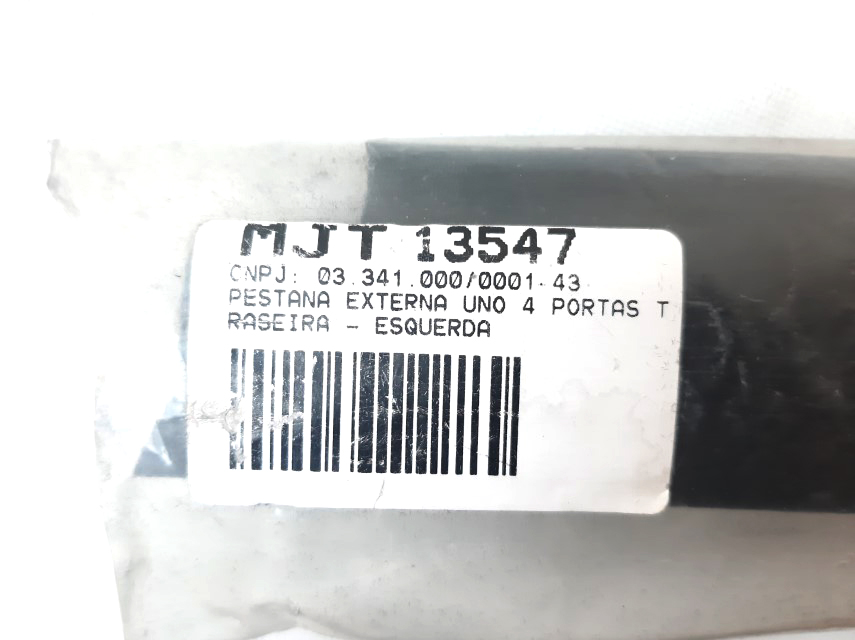 MJT 13547
CNPJ: 03.341.000/0001-43
PESTANA EXTERNA UNO 4 PORTAS T
RASEIRA - ESQUERDA